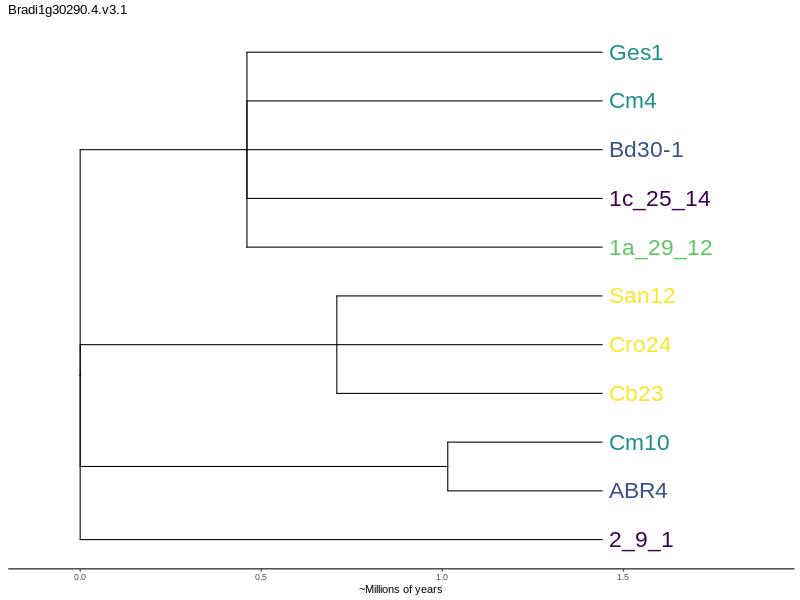 Bradi1g30290.4.v3.1
Ges1
Cm4
Bd30-1
1c_25_14
1a_29_12
San12
Cro24
Cb23
Cm10
ABR4
2_9_1
0.0 0.5 1.0 1.5
~Millions of years